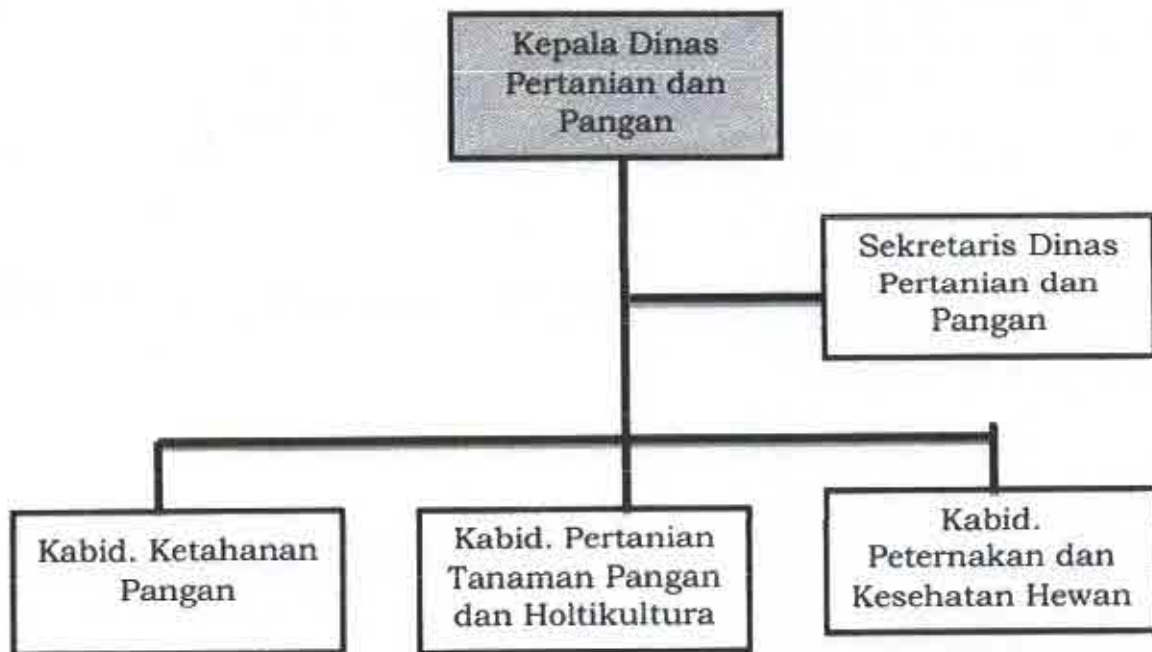 Kepala Dinas
Pertanian dan
Pangan
Sekretaris Dinas
Pertanian dan
Pangan
Kabid. Ketahanan
Pangan
Kabid. Pertanian
Tanaman Pangan
dan Holtikultura
Kabid.
Peternakan dan
Kesehatan Hewan